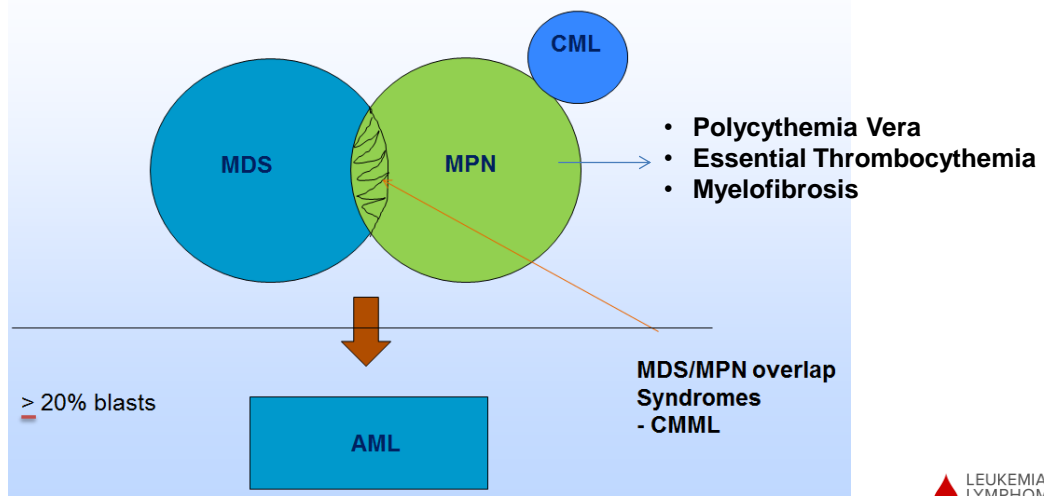 CML
MDS
MPN
• Polycythemia Vera
• Essential Thrombocythemia
• Myelofibrosis
MDS/MPN overlap
Syndromes
- CMML
> 20% blasts
AML
LEUKEMIA